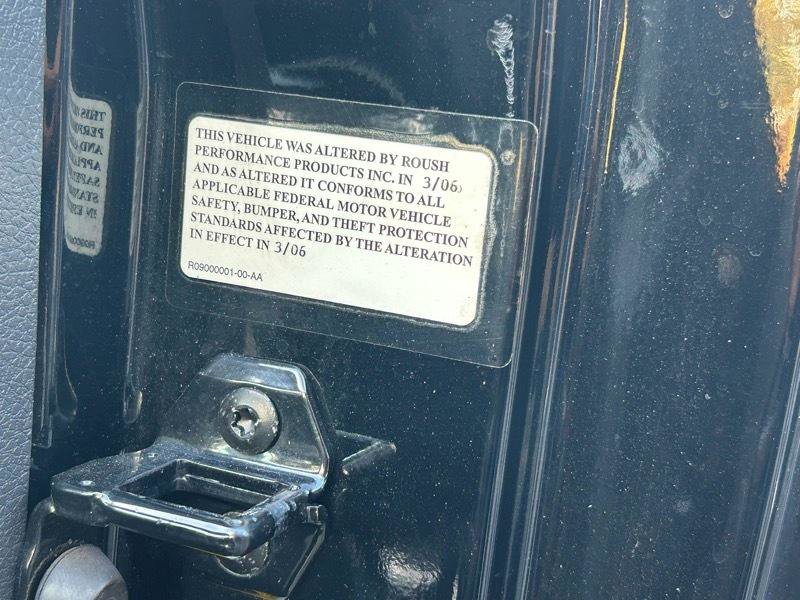 THIS VEHICLE WAS ALTERED BY ROUSH
PERFORMANCE PRODUCTS INC. IN 3/06,
AND AS ALTERED IT CONFORMS TO ALL
APPLICABLE FEDERAL MOTOR VEHICLE
SAFETY, BUMPER, AND THEFT PROTECTION
STANDARDS AFFECTED BY THE ALTERATION
IN EFFECT IN 3/06
R09000001-00-AA